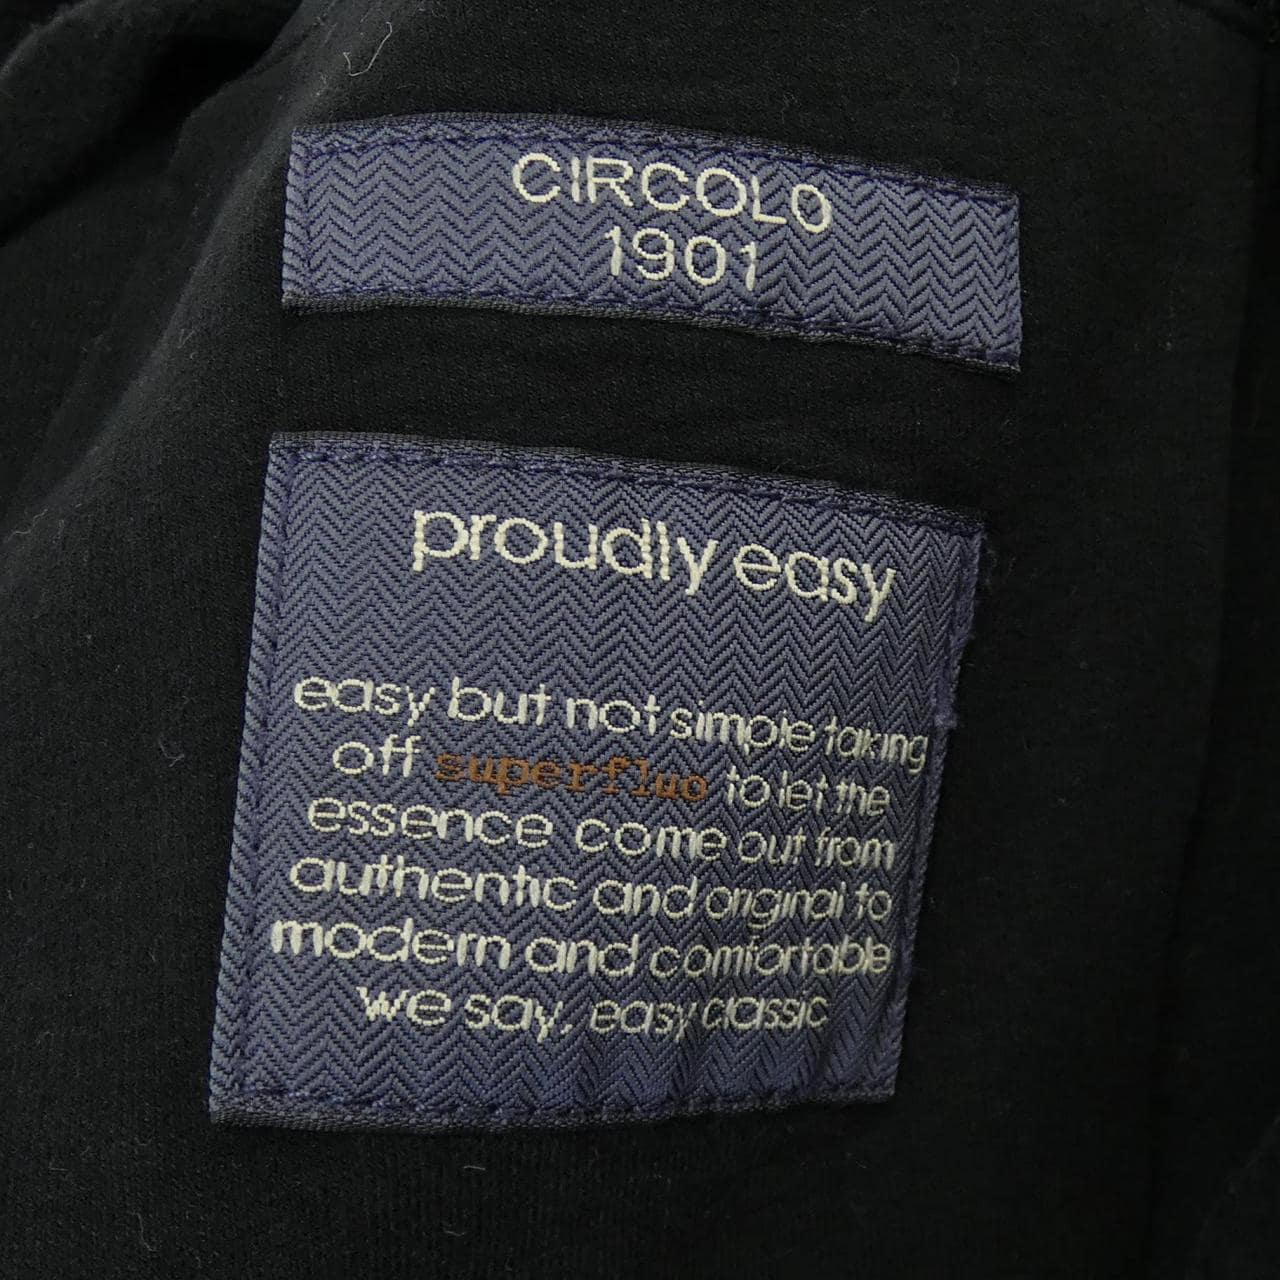 CIRCOLO
1901
proudly easy
easy but not simple taking
off superfluo to let the
essence come out from
authentic and original to
modern and comfortable
we say, easy classic